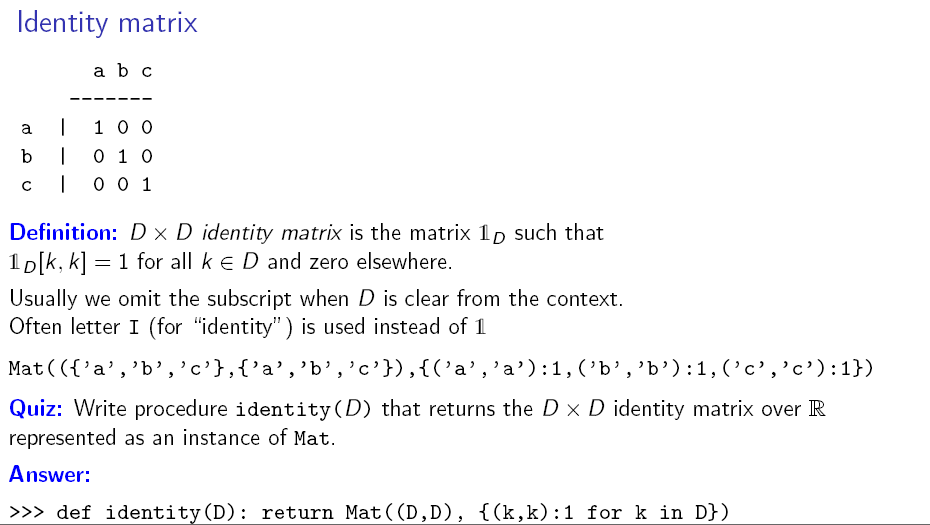 Identity matrix
a b c
-------
a | 1 0 0
b | 0 1 0
c | 0 0 1
Definition: D × D identity matrix is the matrix 𝟙_D such that
𝟙_D[k, k] = 1 for all k ∈ D and zero elsewhere.
Usually we omit the subscript when D is clear from the context.
Often letter I (for “identity”) is used instead of 𝟙
Mat(({’a’,’b’,’c’},{’a’,’b’,’c’}),{(’a’,’a’):1,(’b’,’b’):1,(’c’,’c’):1})
Quiz: Write procedure identity(D) that returns the D × D identity matrix over ℝ
represented as an instance of Mat.
Answer:
>>> def identity(D): return Mat((D,D), {(k,k):1 for k in D})